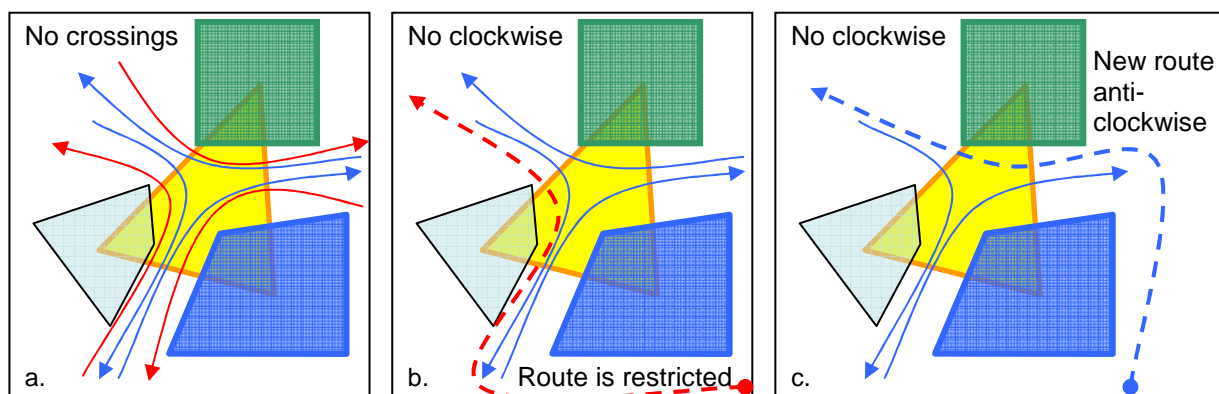 No crossings
a.
No clockwise
b.
Route is restricted
No clockwise
New route
anti-
clockwise
c.